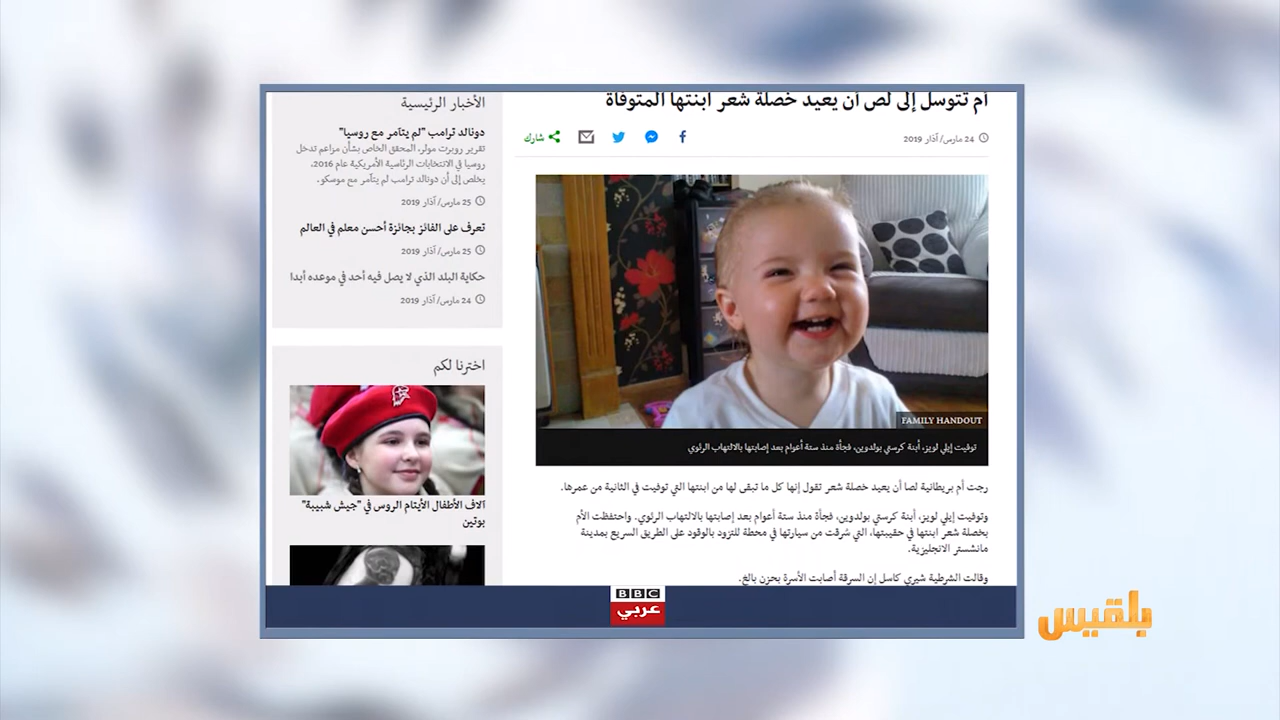 أم تتوسل إلى لص أن يعيد خصلة شعر ابنتها المتوفاة
24 مارس/ آذار 2019
شارك
FAMILY HANDOUT
توفيت إيلي لويز، أبنة كرستي بولدوين، فجأة منذ ستة أعوام بعد إصابتها بالالتهاب الرئوي
رجت أم بريطانية لصا أن يعيد خصلة شعر تقول إنها كل ما تبقى لها من ابنتها التي توفيت في الثانية من عمرها.
وتوفيت إيلي لويز، أبنة كرستي بولدوين، فجأة منذ ستة أعوام بعد إصابتها بالالتهاب الرئوي. واحتفظت الأم
بخصلة شعر ابنتها في حقيبتها، التي سُرقت من سيارتها في محطة للتزود بالوقود على الطريق السريع بمدينة
مانشستر الانجليزية.
وقالت الشرطية شيري كاسل إن السرقة أصابت الأسرة بحزن بالغ.
الأخبار الرئيسية
دونالد ترامب "لم يتآمر مع روسيا"
تقرير روبرت مولر، المحقق الخاص بشأن مزاعم تدخل
روسيا في الانتخابات الرئاسية الأمريكية عام 2016،
يخلص إلى أن دونالد ترامب لم يتآمر مع موسكو.
25 مارس/ آذار 2019
تعرف على الفائز بجائزة أحسن معلم في العالم
25 مارس/ آذار 2019
حكاية البلد الذي لا يصل فيه أحد في موعده أبدا
24 مارس/ آذار 2019
اخترنا لكم
آلاف الأطفال الأيتام الروس في "جيش شبيبة"
بوتين
BBC
عربي
بلقيس